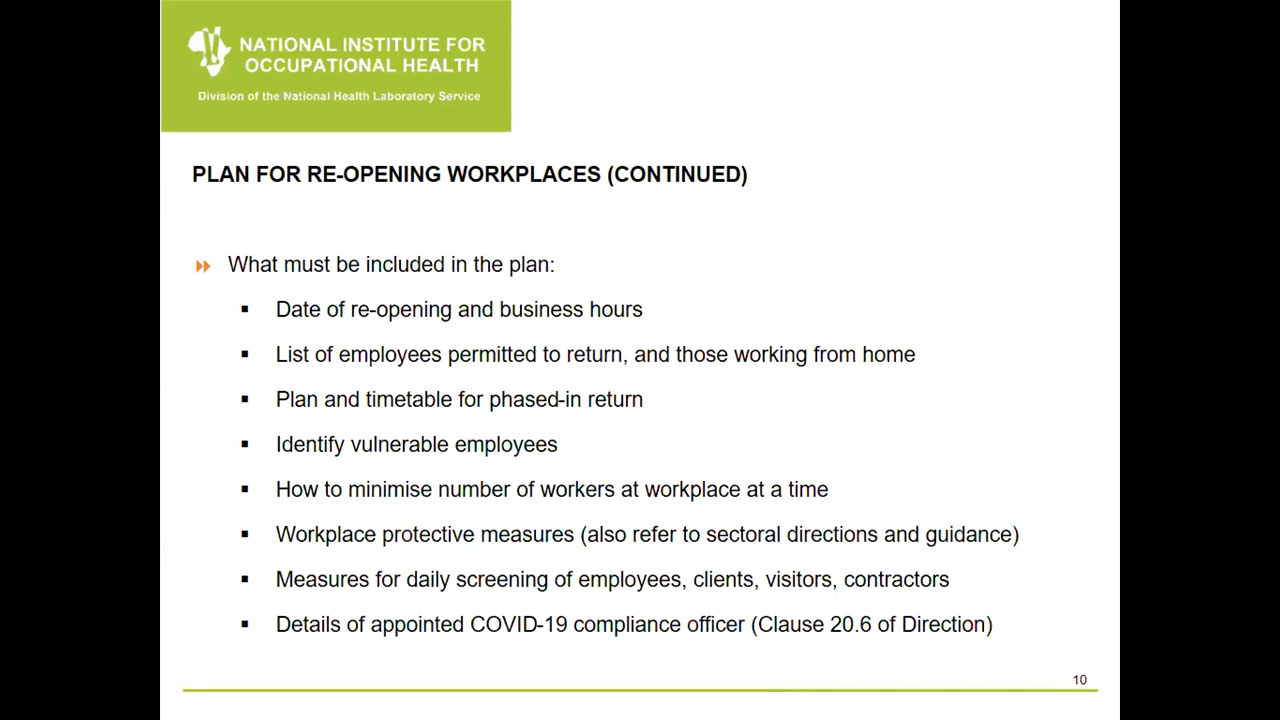 NATIONAL INSTITUTE FOR
OCCUPATIONAL HEALTH
Division of the National Health Laboratory Service
PLAN FOR RE-OPENING WORKPLACES (CONTINUED)
What must be included in the plan:
Date of re-opening and business hours
List of employees permitted to return, and those working from home
Plan and timetable for phased-in return
Identify vulnerable employees
How to minimise number of workers at workplace at a time
Workplace protective measures (also refer to sectoral directions and guidance)
Measures for daily screening of employees, clients, visitors, contractors
Details of appointed COVID-19 compliance officer (Clause 20.6 of Direction)
10